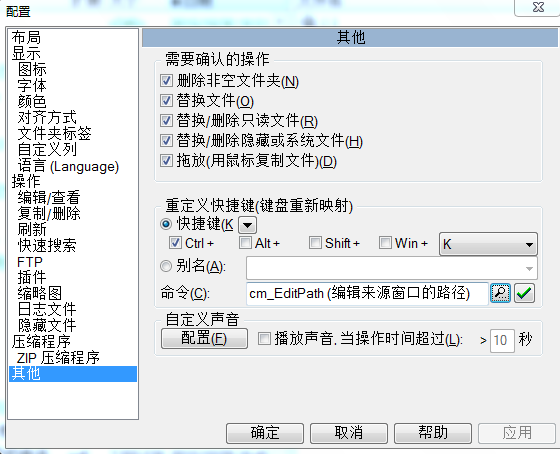 配置
布局
显示
图标
字体
颜色
对齐方式
文件夹标签
自定义列
语言 (Language)
操作
编辑/查看
复制/删除
刷新
快速搜索
FTP
插件
缩略图
日志文件
隐藏文件
压缩程序
ZIP 压缩程序
其他
其他
需要确认的操作
删除非空文件夹(N)
替换文件(O)
替换/删除只读文件(R)
替换/删除隐藏或系统文件(H)
拖放(用鼠标复制文件)(D)
重定义快捷键(键盘重新映射)
快捷键(K
Ctrl + Alt + Shift + Win + K
别名(A):
命令(C): cm_EditPath (编辑来源窗口的路径)
自定义声音
配置(F) 播放声音, 当操作时间超过(L): > 10 秒
确定 取消 帮助 应用